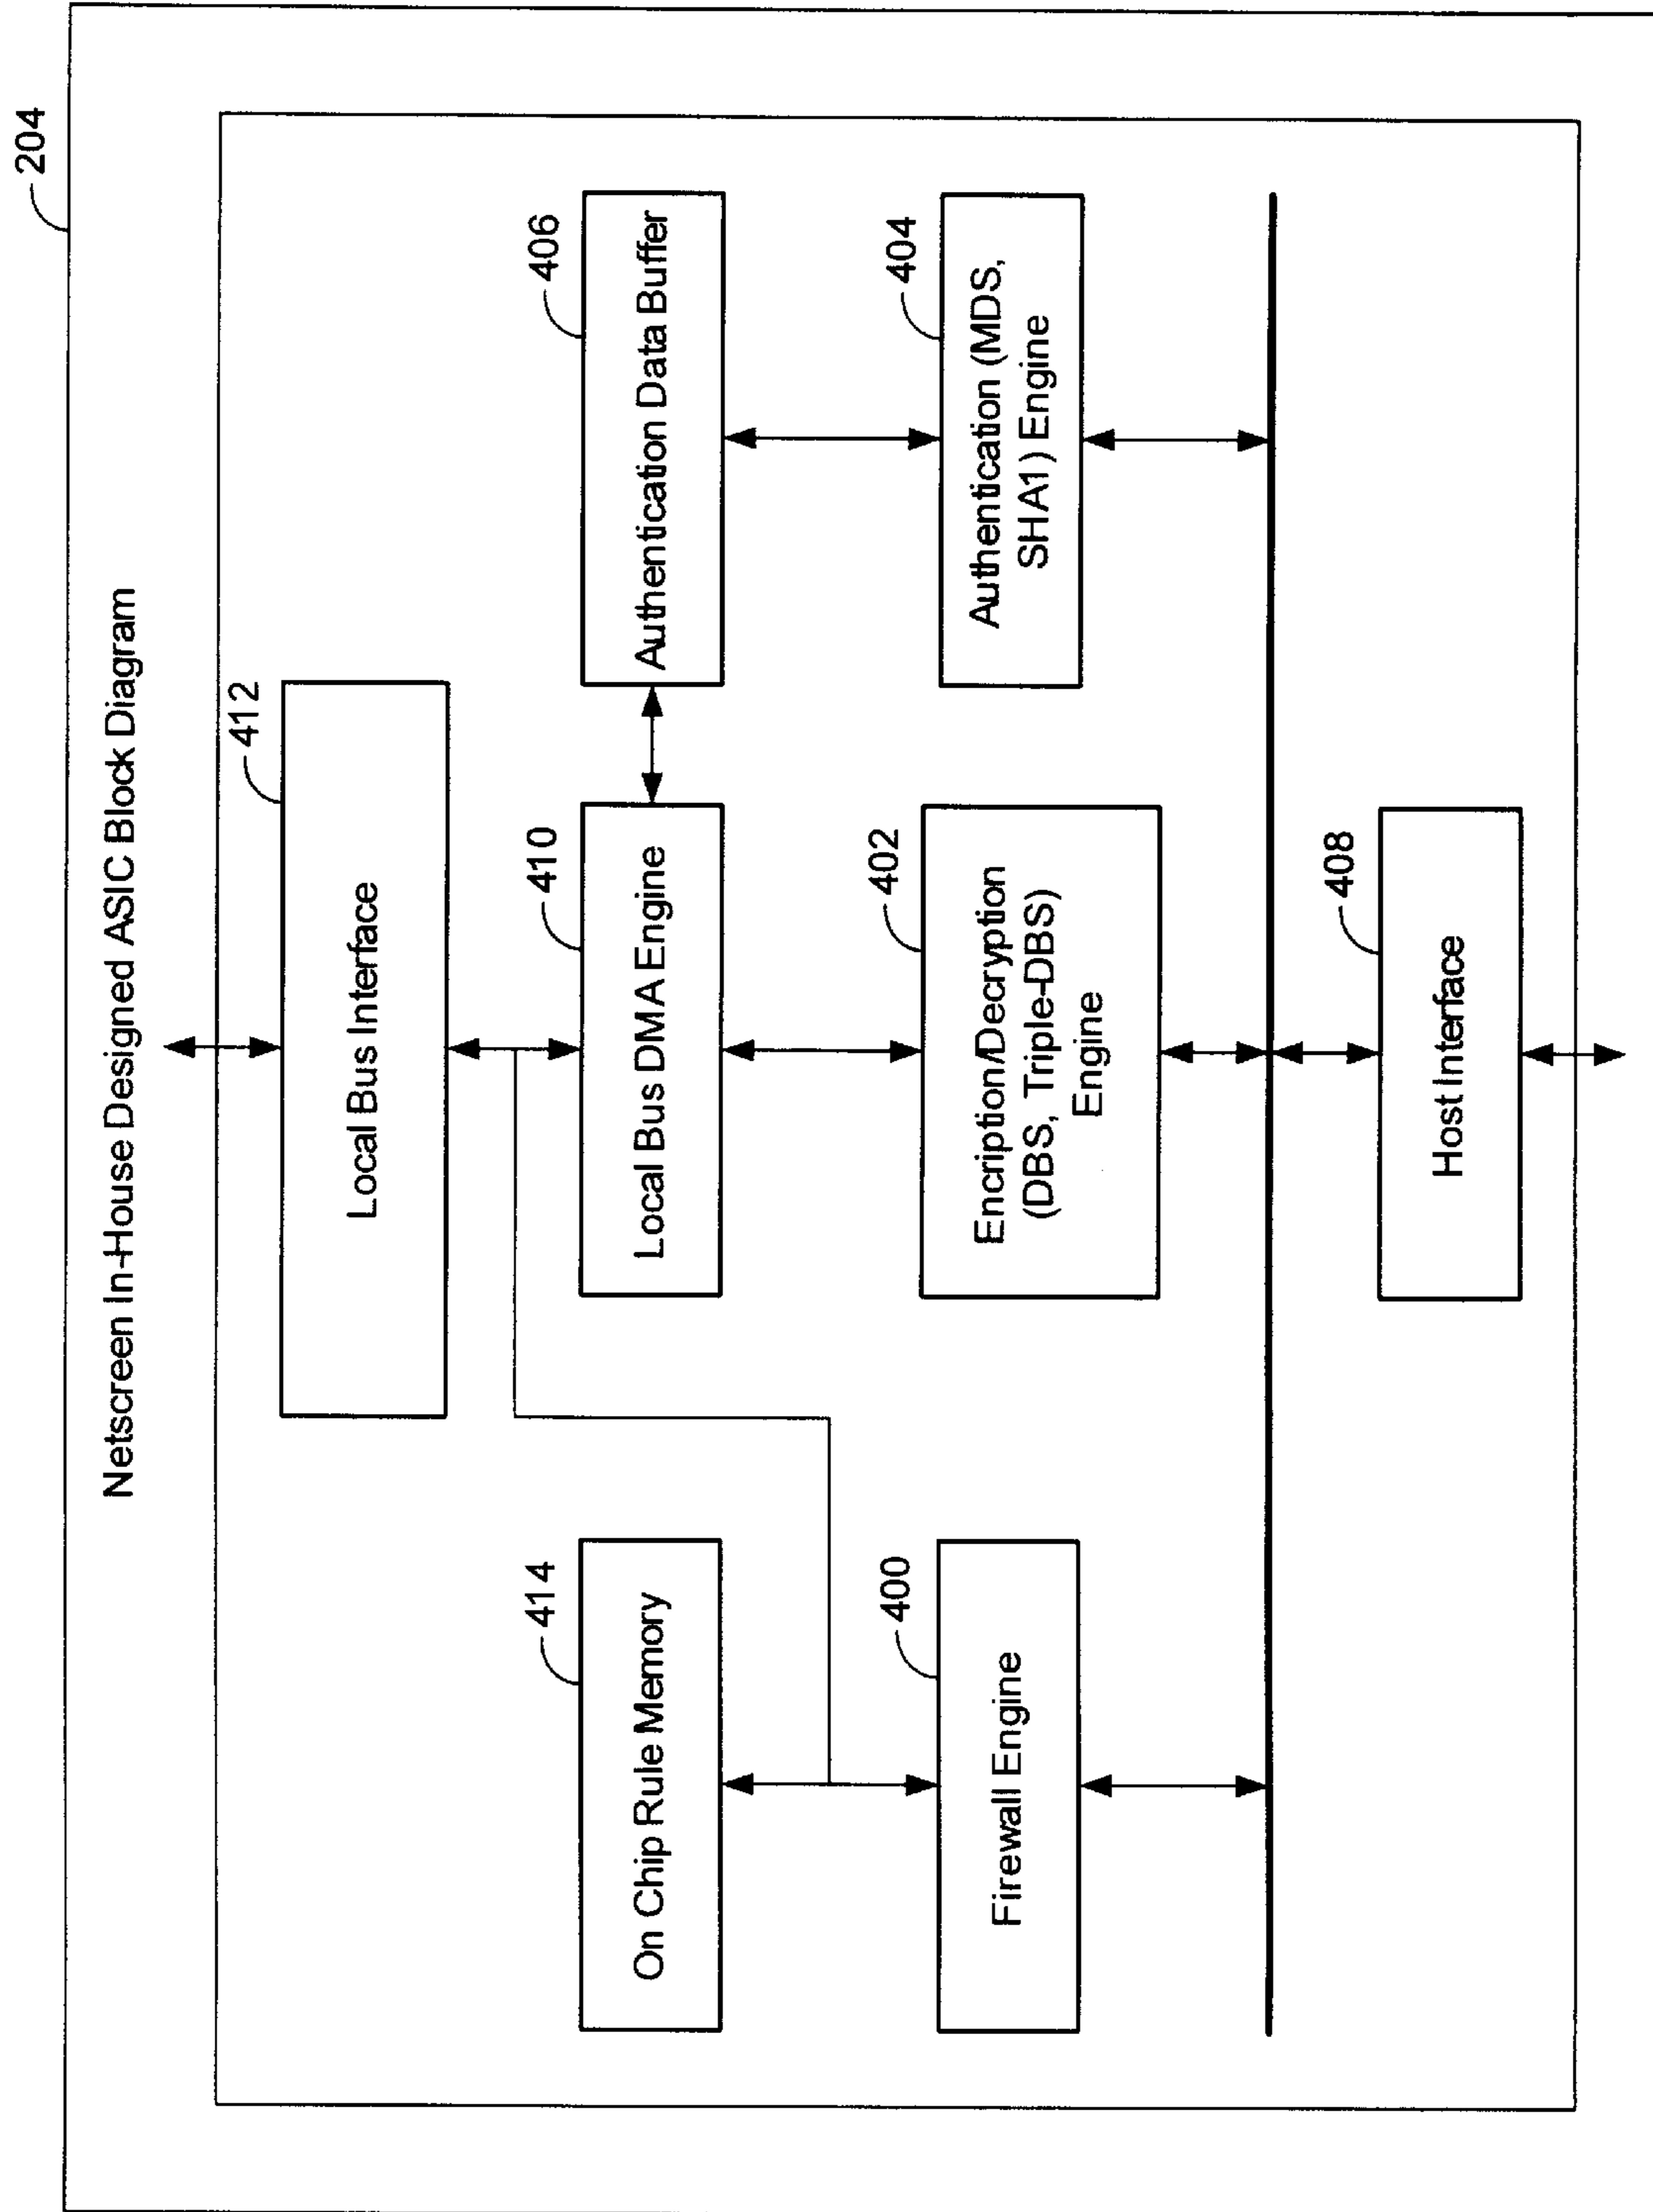 204
Netscreen In-House Designed ASIC Block Diagram
412
Local Bus Interface
414
On Chip Rule Memory
410
Local Bus DMA Engine
406
Authentication Data Buffer
400
Firewall Engine
402
Encription/Decryption
(DBS, Triple-DBS)
Engine
404
Authentication (MDS,
SHA1) Engine
408
Host Interface